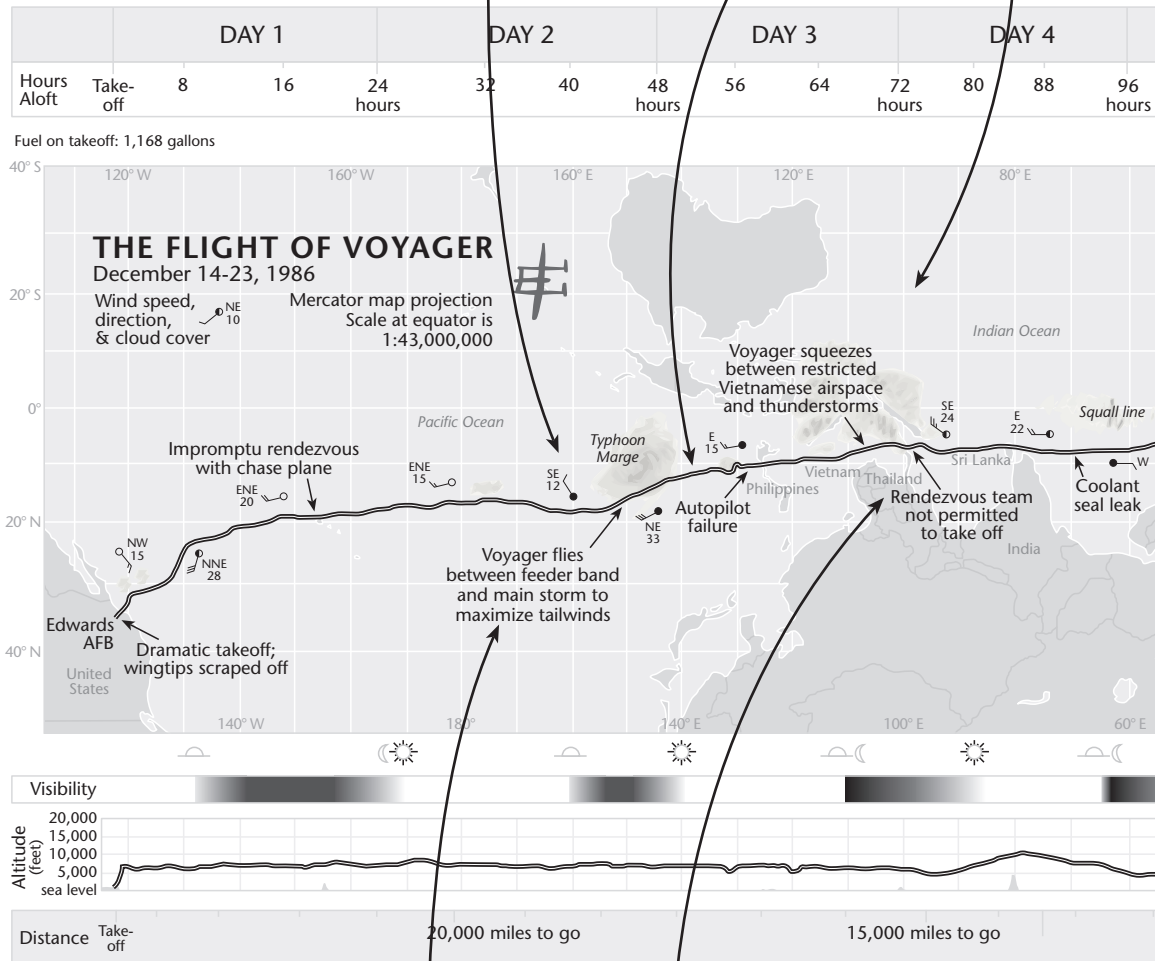 DAY 1
DAY 2
DAY 3
DAY 4
Hours
Aloft
Take-
off
8
16
24
hours
32
40
48
hours
56
64
72
hours
80
88
96
hours
Fuel on takeoff: 1,168 gallons
40° S
120° W
160° W
160° E
120° E
80° E
THE FLIGHT OF VOYAGER
December 14-23, 1986
Wind speed,
direction,
& cloud cover
NE
10
Mercator map projection
Scale at equator is
1:43,000,000
20° S
Indian Ocean
Voyager squeezes
between restricted
Vietnamese airspace
and thunderstorms
0°
Pacific Ocean
Typhoon
Marge
E
15
SE
24
E
22
Squall line
Impromptu rendezvous
with chase plane
ENE
20
ENE
15
SE
12
W
Vietnam
Thailand
Sri Lanka
Philippines
Coolant
seal leak
Autopilot
failure
Rendezvous team
not permitted
to take off
20° N
NE
33
NW
15
NNE
28
India
Voyager flies
between feeder band
and main storm to
maximize tailwinds
Edwards
AFB
Dramatic takeoff;
wingtips scraped off
40° N
United
States
140° W
180°
140° E
100° E
60° E
Visibility
Altitude
(feet)
20,000
15,000
10,000
5,000
sea level
Distance
Take-
off
20,000 miles to go
15,000 miles to go